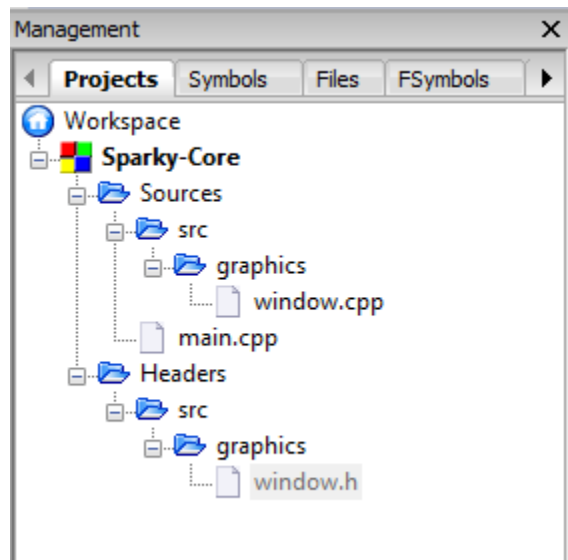 Management
Projects Symbols Files FSymbols
Workspace
Sparky-Core
Sources
src
graphics
window.cpp
main.cpp
Headers
src
graphics
window.h